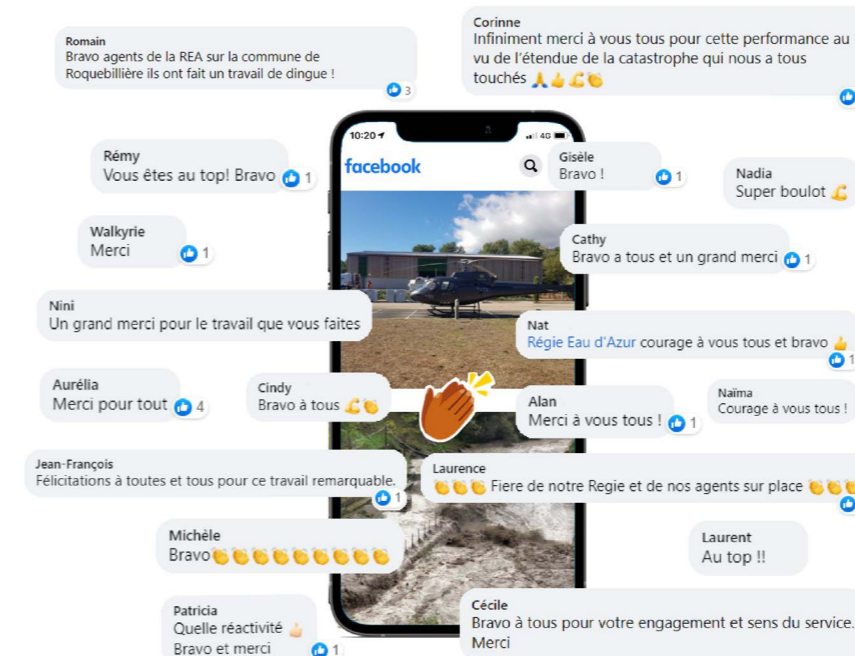 Romain
Bravo agents de la REA sur la commune de
Roquebillière ils ont fait un travail de dingue !
3
Corinne
Infiniment merci à vous tous pour cette performance au
vu de l'étendue de la catastrophe qui nous a tous
touchés 🙏👍💪👏
10:20
4G
facebook
Rémy
Vous êtes au top! Bravo
1
Gisèle
Bravo !
1
Nadia
Super boulot 💪
Walkyrie
Merci
1
Cathy
Bravo a tous et un grand merci
1
Nini
Un grand merci pour le travail que vous faites
Nat
Régie Eau d'Azur courage à vous tous et bravo 👍
1
Aurélia
Merci pour tout
4
Cindy
Bravo à tous 💪👏
Alan
Merci à vous tous !
1
Naïma
Courage à vous tous !
Jean-François
Félicitations à toutes et tous pour ce travail remarquable.
1
Laurence
👏👏👏 Fiere de notre Regie et de nos agents sur place 👏👏👏
Michèle
Bravo👏👏👏👏👏👏👏👏👏
Laurent
Au top !!
Patricia
Quelle réactivité 👍🏻
Bravo et merci
1
Cécile
Bravo à tous pour votre engagement et sens du service.
Merci